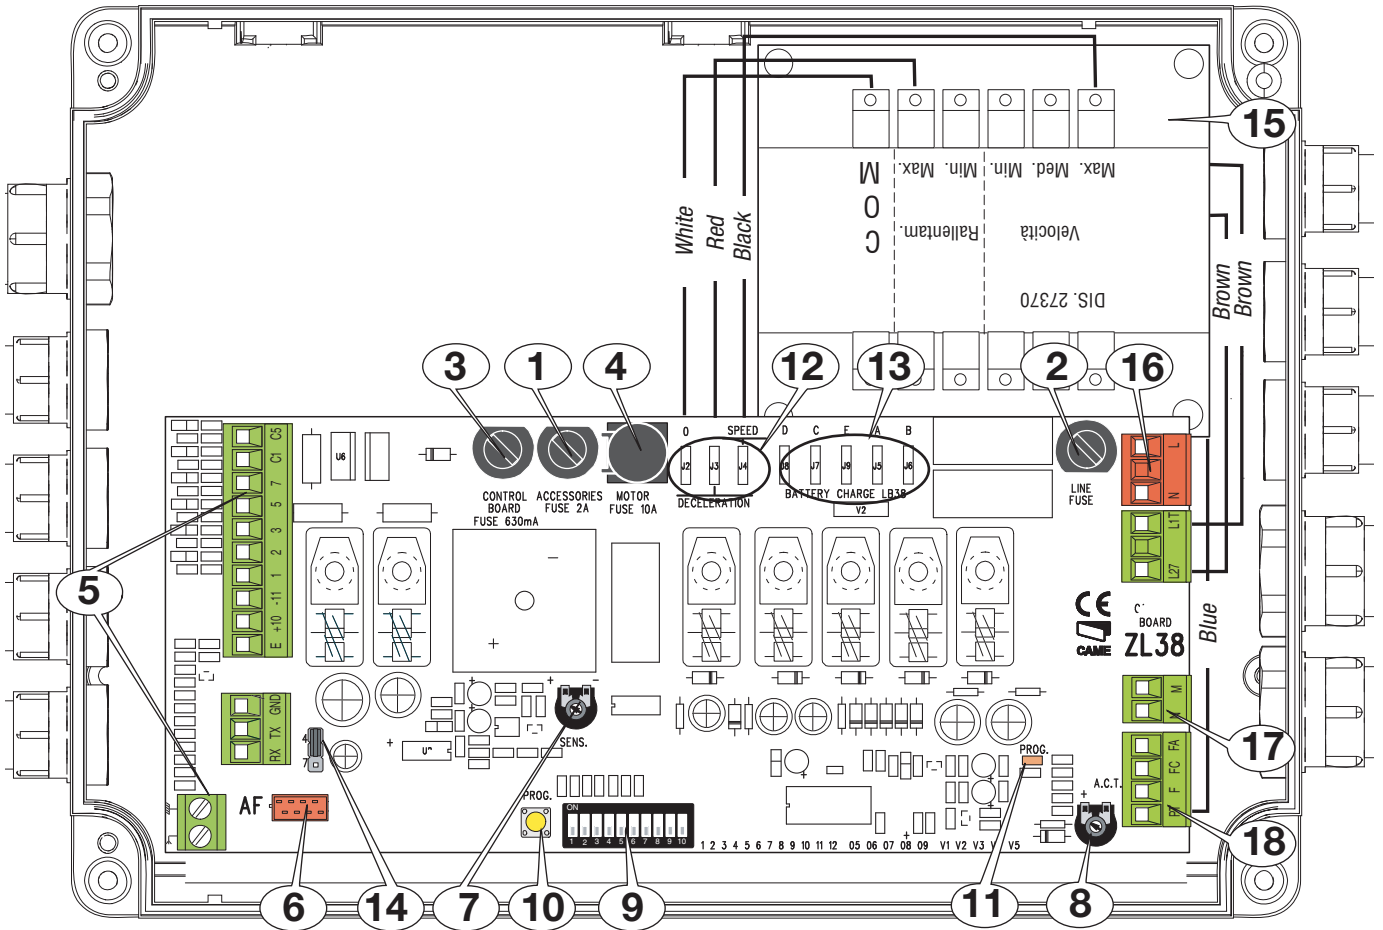 15
COM
Max.
Min.
Min.
Med.
Max.
Rallentam.
Velocità
DIS. 27370
White
Red
Black
Brown
Brown
3
1
4
12
13
2
16
0
SPEED
D
C
E
A
B
J2
J3
J4
J8
J7
J9
J5
J6
DECELERATION
BATTERY CHARGE LB38
V2
CONTROL
BOARD
FUSE 630mA
ACCESSORIES
FUSE 2A
MOTOR
FUSE 10A
LINE
FUSE
U6
C5
C1
7
5
3
2
1
-11
+10
E
L
N
L1T
L27
5
CE
BOARD
ZL38
CAME
Blue
GND
TX
RX
4
7
+
-
SENS.
M
17
FA
FC
F
A.C.T.
PROG.
AF
PROG.
ON
1 2 3 4 5 6 7 8 9 10
1 2 3 4 5 6 7 8 9 10 11 12
05 06 07 08 09
V1 V2 V3
V5
18
6
14
7
10
9
11
8